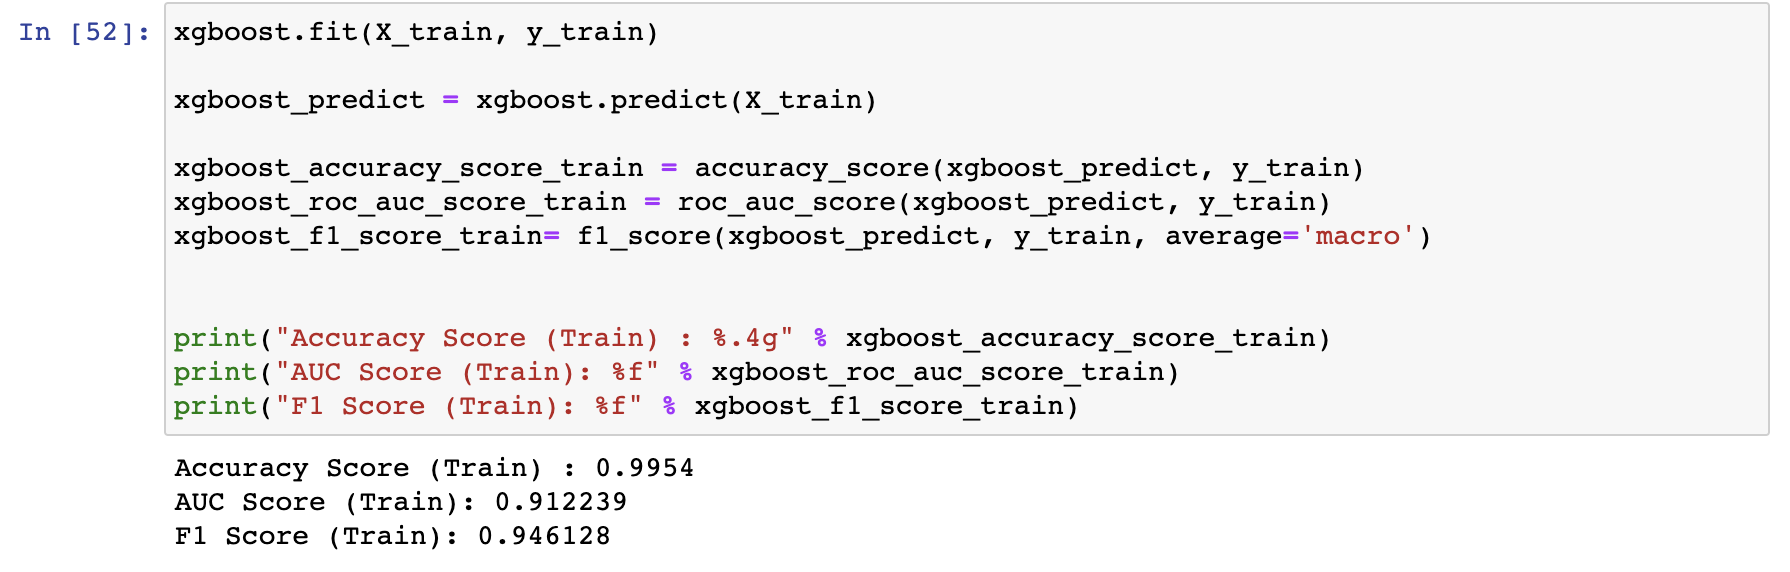 In [52]: xgboost.fit(X_train, y_train)
xgboost_predict = xgboost.predict(X_train)
xgboost_accuracy_score_train = accuracy_score(xgboost_predict, y_train)
xgboost_roc_auc_score_train = roc_auc_score(xgboost_predict, y_train)
xgboost_f1_score_train= f1_score(xgboost_predict, y_train, average='macro')
print("Accuracy Score (Train) : %.4g" % xgboost_accuracy_score_train)
print("AUC Score (Train): %f" % xgboost_roc_auc_score_train)
print("F1 Score (Train): %f" % xgboost_f1_score_train)
Accuracy Score (Train) : 0.9954
AUC Score (Train): 0.912239
F1 Score (Train): 0.946128